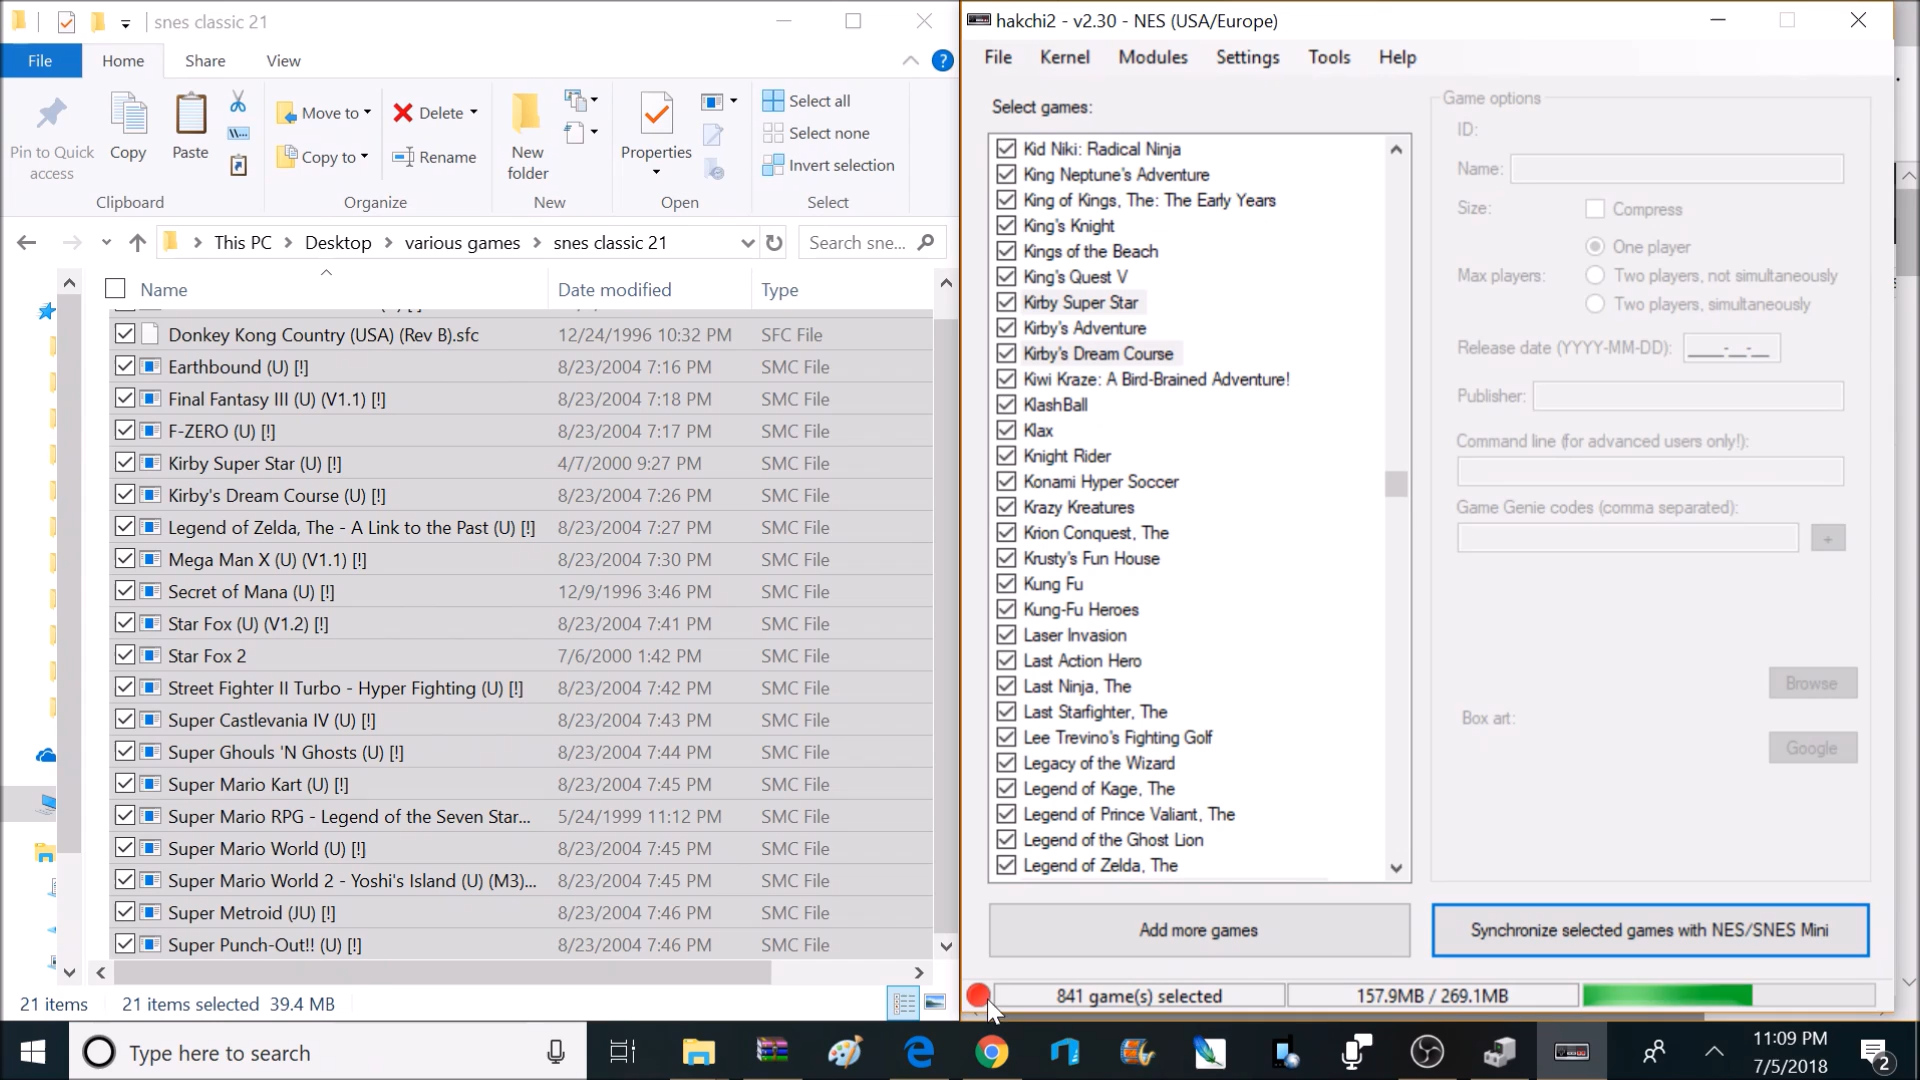 snes classic 21
File
Home
Share
View
Pin to Quick access
Copy
Paste
Move to
Copy to
Delete
Rename
New folder
Properties
Select all
Select none
Invert selection
Clipboard
Organize
New
Open
Select
This PC > Desktop > various games > snes classic 21
Search sne...
Name
Date modified
Type
Donkey Kong Country (USA) (Rev B).sfc 12/24/1996 10:32 PM SFC File
Earthbound (U) [!] 8/23/2004 7:16 PM SMC File
Final Fantasy III (U) (V1.1) [!] 8/23/2004 7:18 PM SMC File
F-ZERO (U) [!] 8/23/2004 7:17 PM SMC File
Kirby Super Star (U) [!] 4/7/2000 9:27 PM SMC File
Kirby's Dream Course (U) [!] 8/23/2004 7:26 PM SMC File
Legend of Zelda, The - A Link to the Past (U) [!] 8/23/2004 7:27 PM SMC File
Mega Man X (U) (V1.1) [!] 8/23/2004 7:30 PM SMC File
Secret of Mana (U) [!] 12/9/1996 3:46 PM SMC File
Star Fox (U) (V1.2) [!] 8/23/2004 7:41 PM SMC File
Star Fox 2 7/6/2000 1:42 PM SMC File
Street Fighter II Turbo - Hyper Fighting (U) [!] 8/23/2004 7:42 PM SMC File
Super Castlevania IV (U) [!] 8/23/2004 7:43 PM SMC File
Super Ghouls 'N Ghosts (U) [!] 8/23/2004 7:44 PM SMC File
Super Mario Kart (U) [!] 8/23/2004 7:45 PM SMC File
Super Mario RPG - Legend of the Seven Star... 5/24/1999 11:12 PM SMC File
Super Mario World (U) [!] 8/23/2004 7:45 PM SMC File
Super Mario World 2 - Yoshi's Island (U) (M3)... 8/23/2004 7:45 PM SMC File
Super Metroid (JU) [!] 8/23/2004 7:46 PM SMC File
Super Punch-Out!! (U) [!] 8/23/2004 7:46 PM SMC File
21 items
21 items selected 39.4 MB
hakchi2 - v2.30 - NES (USA/Europe)
File
Kernel
Modules
Settings
Tools
Help
Select games:
Kid Niki: Radical Ninja
King Neptune's Adventure
King of Kings, The: The Early Years
King's Knight
Kings of the Beach
King's Quest V
Kirby Super Star
Kirby's Adventure
Kirby's Dream Course
Kiwi Kraze: A Bird-Brained Adventure!
KlashBall
Klax
Knight Rider
Konami Hyper Soccer
Krazy Kreatures
Krion Conquest, The
Krusty's Fun House
Kung Fu
Kung-Fu Heroes
Laser Invasion
Last Action Hero
Last Ninja, The
Last Starfighter, The
Lee Trevino's Fighting Golf
Legacy of the Wizard
Legend of Kage, The
Legend of Prince Valiant, The
Legend of the Ghost Lion
Legend of Zelda, The
Game options
ID:
Name:
Size:
Compress
One player
Max players:
Two players, not simultaneously
Two players, simultaneously
Release date (YYYY-MM-DD): ____-__-__
Publisher:
Command line (for advanced users only!):
Game Genie codes (comma separated):
+
Browse
Box art:
Google
Add more games
Synchronize selected games with NES/SNES Mini
841 game(s) selected
157.9MB / 269.1MB
Type here to search
11:09 PM
7/5/2018
2